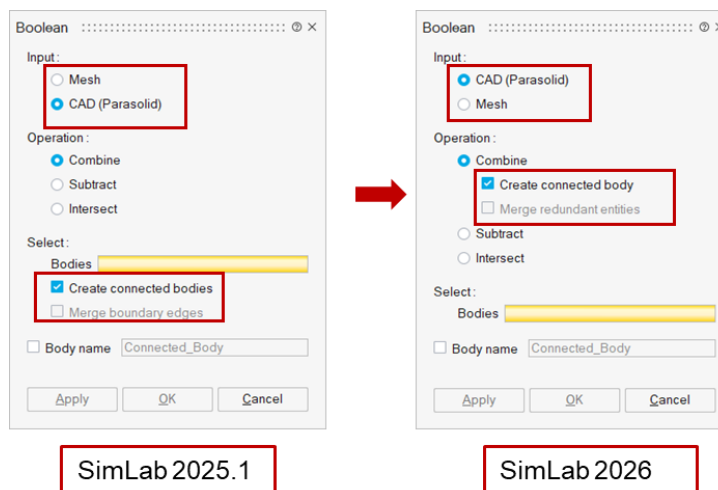 Boolean
Input:
Mesh
CAD (Parasolid)
Operation:
Combine
Subtract
Intersect
Select:
Bodies
Create connected bodies
Merge boundary edges
Body name Connected_Body
Apply OK Cancel
SimLab 2025.1
Boolean
Input:
CAD (Parasolid)
Mesh
Operation:
Combine
Create connected body
Merge redundant entities
Subtract
Intersect
Select:
Bodies
Body name Connected_Body
Apply OK Cancel
SimLab 2026